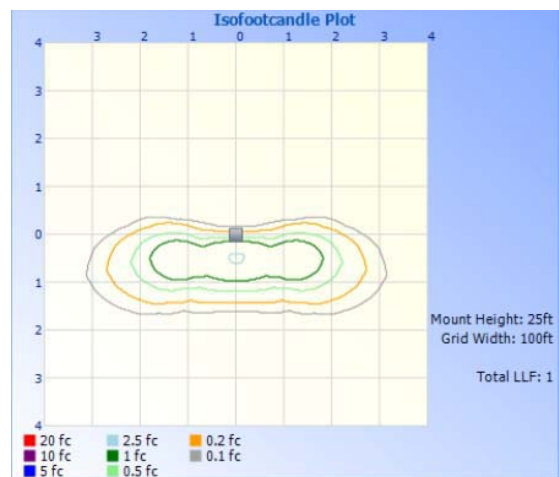 Isofootcandle Plot
4 3 2 1 0 1 2 3 4
3
2
1
0
1
2
3
4
Mount Height: 25ft
Grid Width: 100ft
Total LLF: 1
20 fc 2.5 fc 0.2 fc
10 fc 1 fc 0.1 fc
5 fc 0.5 fc